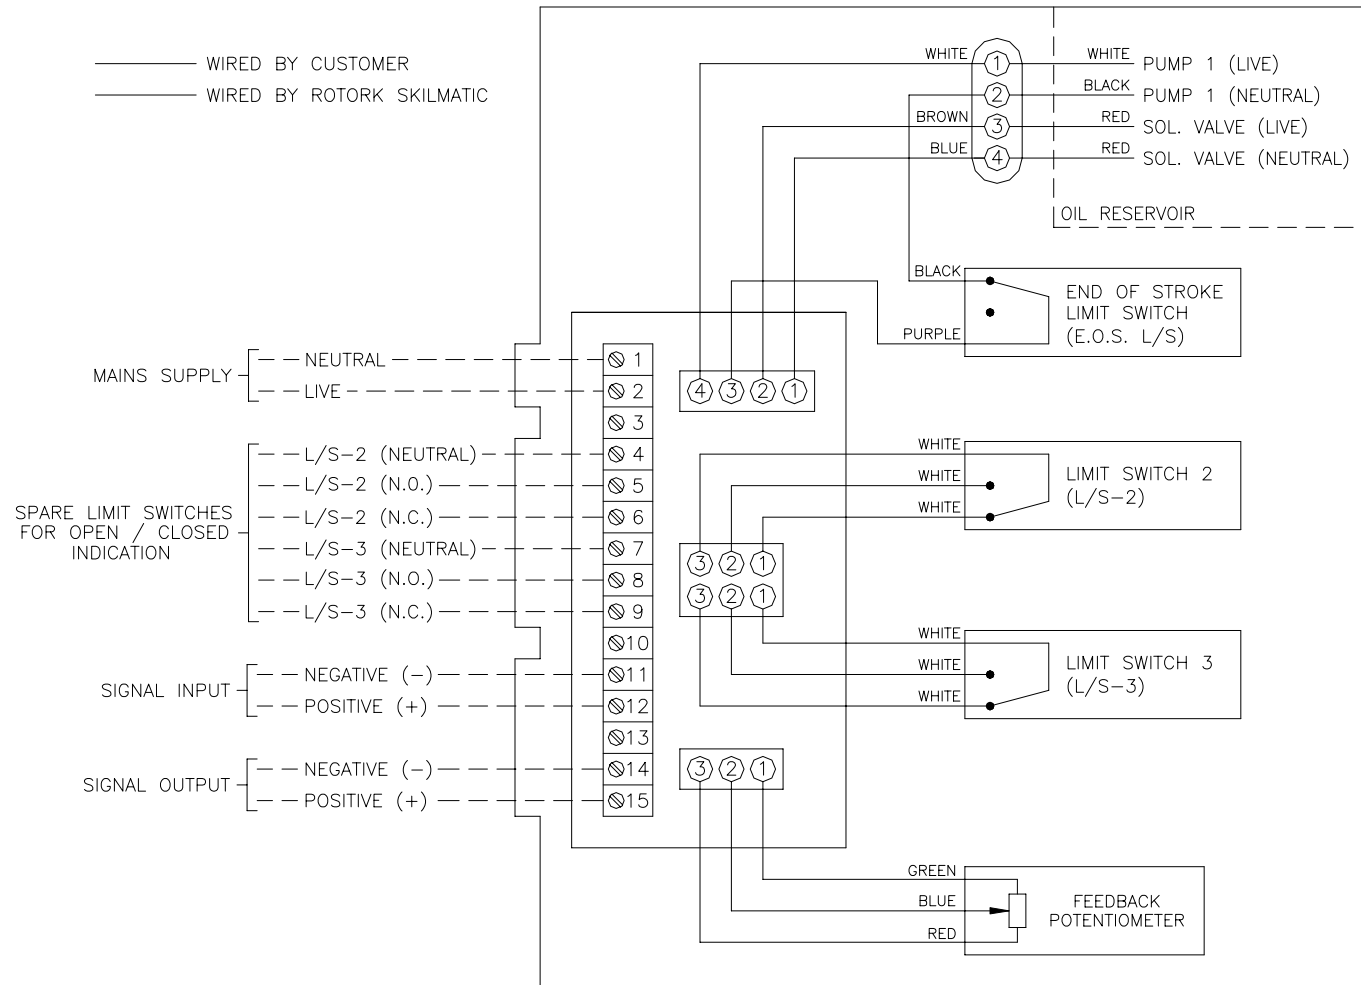 WIRED BY CUSTOMER
WIRED BY ROTORK SKILMATIC
WHITE 1 WHITE PUMP 1 (LIVE)
2 BLACK PUMP 1 (NEUTRAL)
BROWN 3 RED SOL. VALVE (LIVE)
BLUE 4 RED SOL. VALVE (NEUTRAL)
OIL RESERVOIR
BLACK
PURPLE
END OF STROKE
LIMIT SWITCH
(E.O.S. L/S)
MAINS SUPPLY
NEUTRAL 1
LIVE 2
3
4 3 2 1
SPARE LIMIT SWITCHES
FOR OPEN / CLOSED
INDICATION
L/S-2 (NEUTRAL) 4
L/S-2 (N.O.) 5
L/S-2 (N.C.) 6
L/S-3 (NEUTRAL) 7
L/S-3 (N.O.) 8
L/S-3 (N.C.) 9
10
WHITE
WHITE
WHITE
LIMIT SWITCH 2
(L/S-2)
3 2 1
3 2 1
WHITE
WHITE
WHITE
LIMIT SWITCH 3
(L/S-3)
SIGNAL INPUT
NEGATIVE (-) 11
POSITIVE (+) 12
13
SIGNAL OUTPUT
NEGATIVE (-) 14
POSITIVE (+) 15
3 2 1
GREEN
BLUE
RED
FEEDBACK
POTENTIOMETER